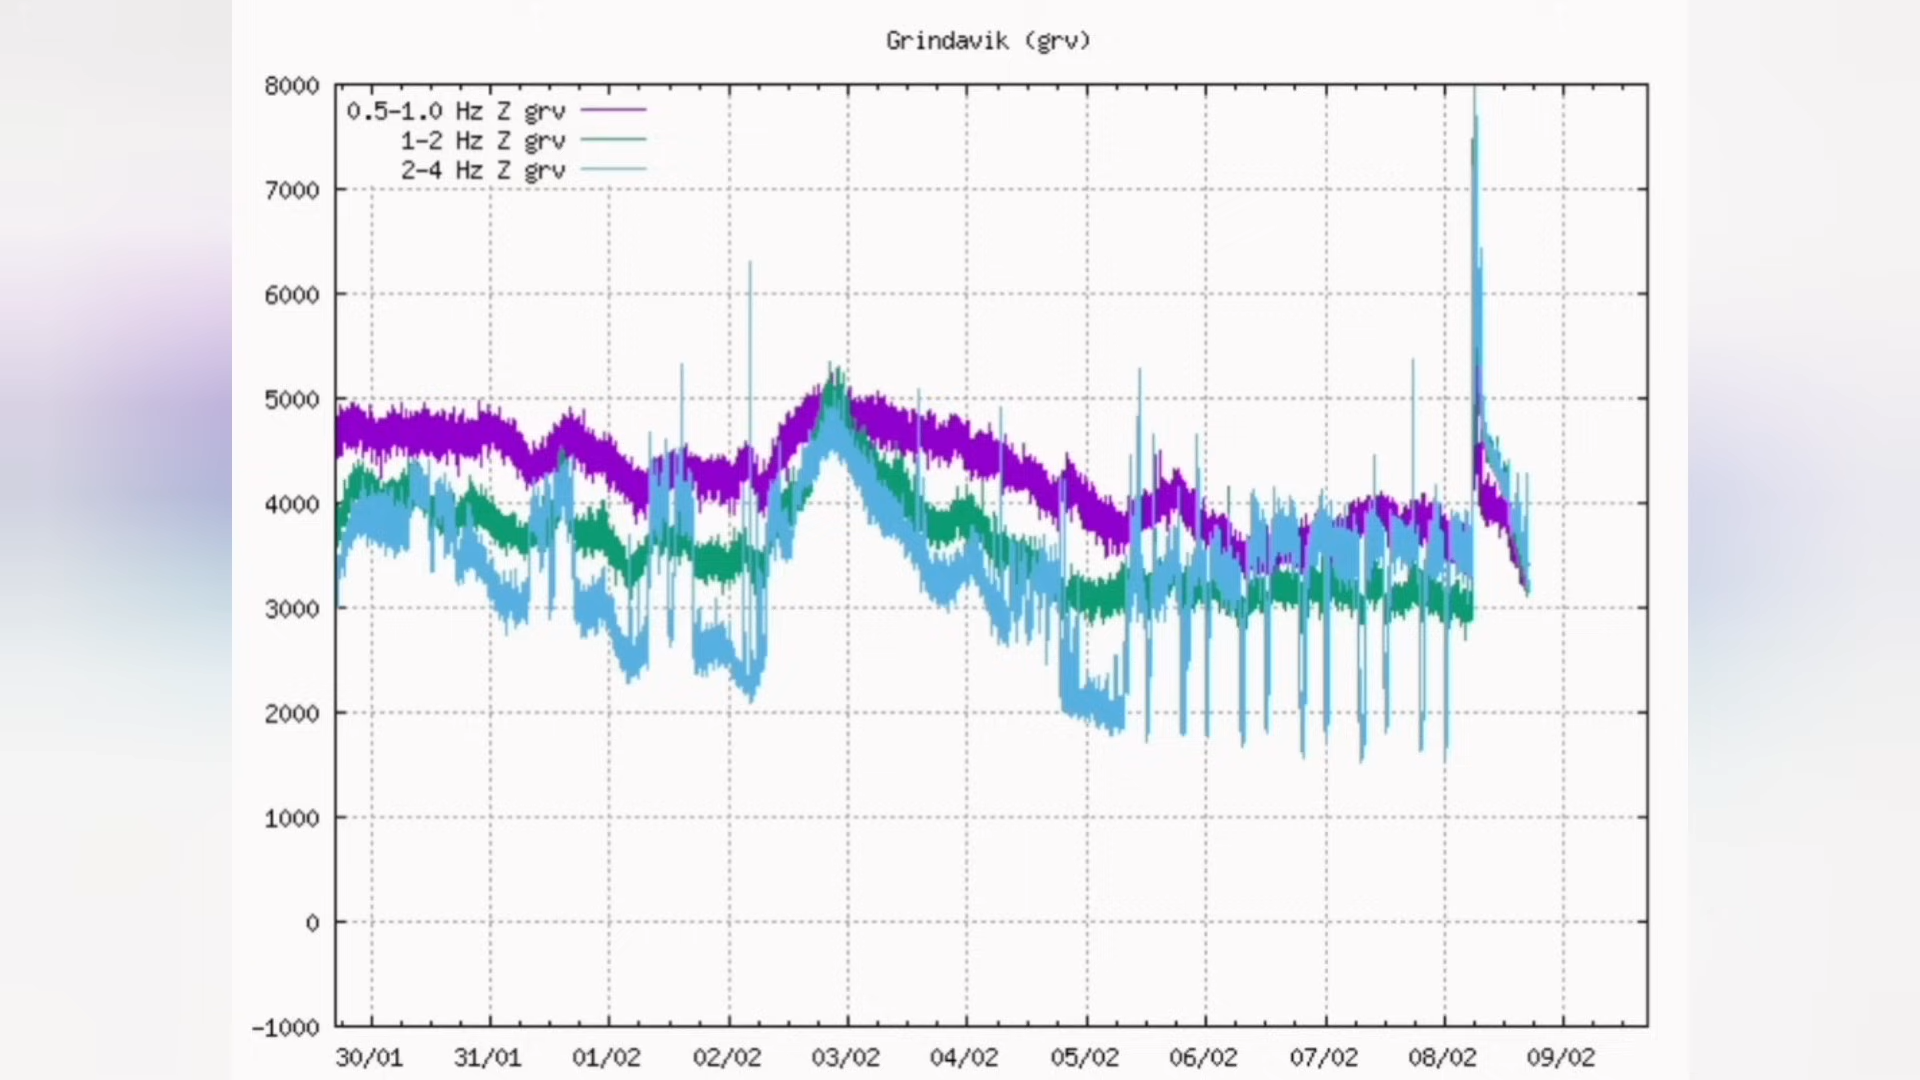 Grindavik (grv)
8000
0.5-1.0 Hz Z grv
1-2 Hz Z grv
2-4 Hz Z grv
7000
6000
5000
4000
3000
2000
1000
0
-1000
30/01 31/01 01/02 02/02 03/02 04/02 05/02 06/02 07/02 08/02 09/02